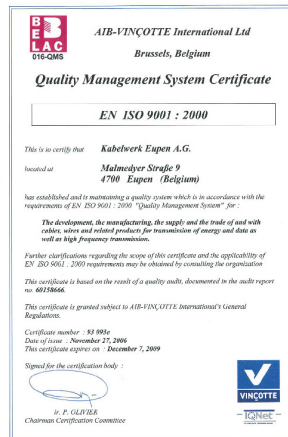 BE
LAC
016-QMS
AIB-VINÇOTTE International Ltd
Brussels, Belgium
Quality Management System Certificate
EN ISO 9001 : 2000
This is to certify that Kabelwerk Eupen A.G.
located at Malmedyer Straße 9
4700 Eupen (Belgium)
has established and is maintaining a quality system which is in accordance with the
requirements of EN ISO 9001 : 2000 "Quality Management System" for :
The development, the manufacturing, the supply and the trade of and with
cables, wires and related products for transmission of energy and data as
well as high frequency transmission.
Further clarifications regarding the scope of this certificate and the applicability of
EN ISO 9001 : 2000 requirements may be obtained by consulting the organization
This certificate is based on the result of a quality audit, documented in the audit report
no. 60158666.
This certificate is granted subject to AIB-VINÇOTTE International's General
Regulations.
Certificate number : 93 093e
Date of issue : November 27, 2006
This certificate expires on : December 7, 2009
Signed for the certification body :
ir. P. OLIVIER
Chairman Certification Committee
VINÇOTTE
IQNet